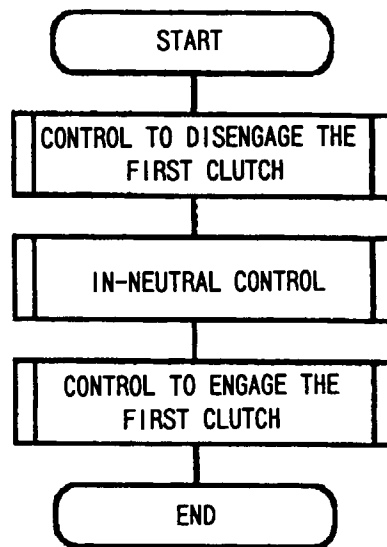 START
CONTROL TO DISENGAGE THE
FIRST CLUTCH
IN-NEUTRAL CONTROL
CONTROL TO ENGAGE THE
FIRST CLUTCH
END